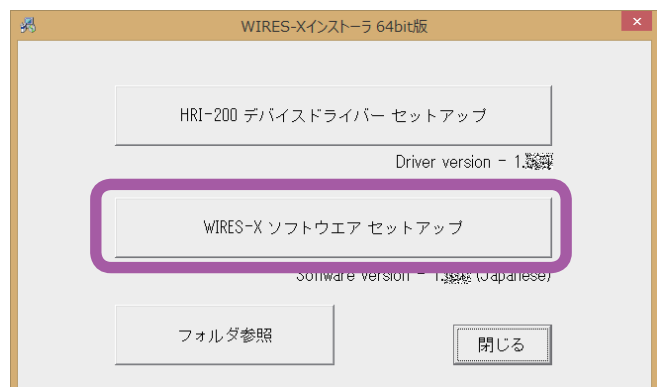 WIRES-Xインストーラ 64bit版
HRI-200 デバイスドライバー セットアップ
Driver version - 1.
WIRES-X ソフトウエア セットアップ
Software version - 1. (Japanese)
フォルダ参照
閉じる